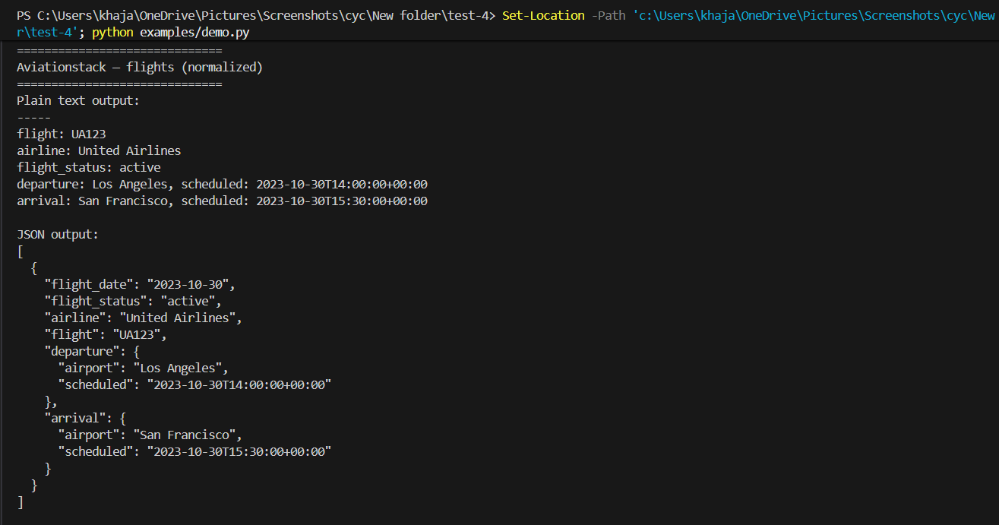 PS C:\Users\khaja\OneDrive\Pictures\Screenshots\cyc\New folder\test-4> Set-Location -Path 'c:\Users\khaja\OneDrive\Pictures\Screenshots\cyc\New
r\test-4'; python examples/demo.py
==============================
Aviationstack — flights (normalized)
==============================
Plain text output:
-----
flight: UA123
airline: United Airlines
flight_status: active
departure: Los Angeles, scheduled: 2023-10-30T14:00:00+00:00
arrival: San Francisco, scheduled: 2023-10-30T15:30:00+00:00

JSON output:
[
  {
    "flight_date": "2023-10-30",
    "flight_status": "active",
    "airline": "United Airlines",
    "flight": "UA123",
    "departure": {
      "airport": "Los Angeles",
      "scheduled": "2023-10-30T14:00:00+00:00"
    },
    "arrival": {
      "airport": "San Francisco",
      "scheduled": "2023-10-30T15:30:00+00:00"
    }
  }
]